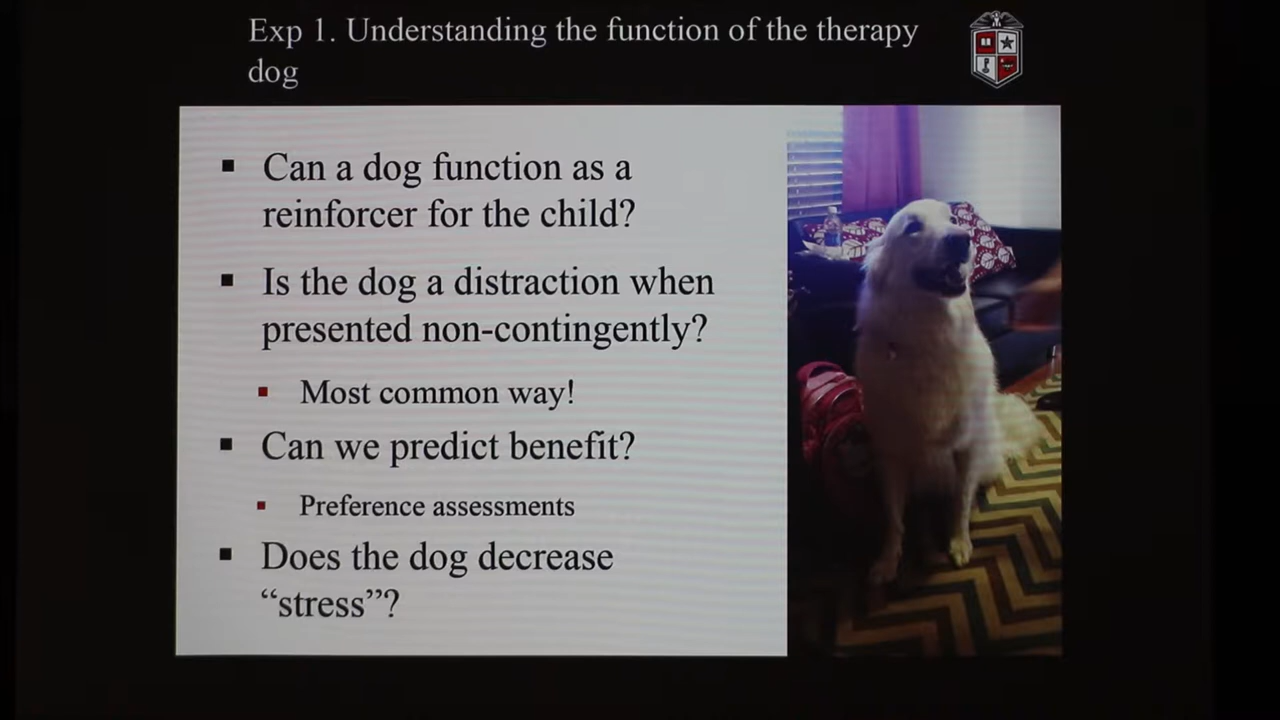 Exp 1. Understanding the function of the therapy
dog
▪ Can a dog function as a
reinforcer for the child?
▪ Is the dog a distraction when
presented non-contingently?
▪ Most common way!
▪ Can we predict benefit?
▪ Preference assessments
▪ Does the dog decrease
“stress”?